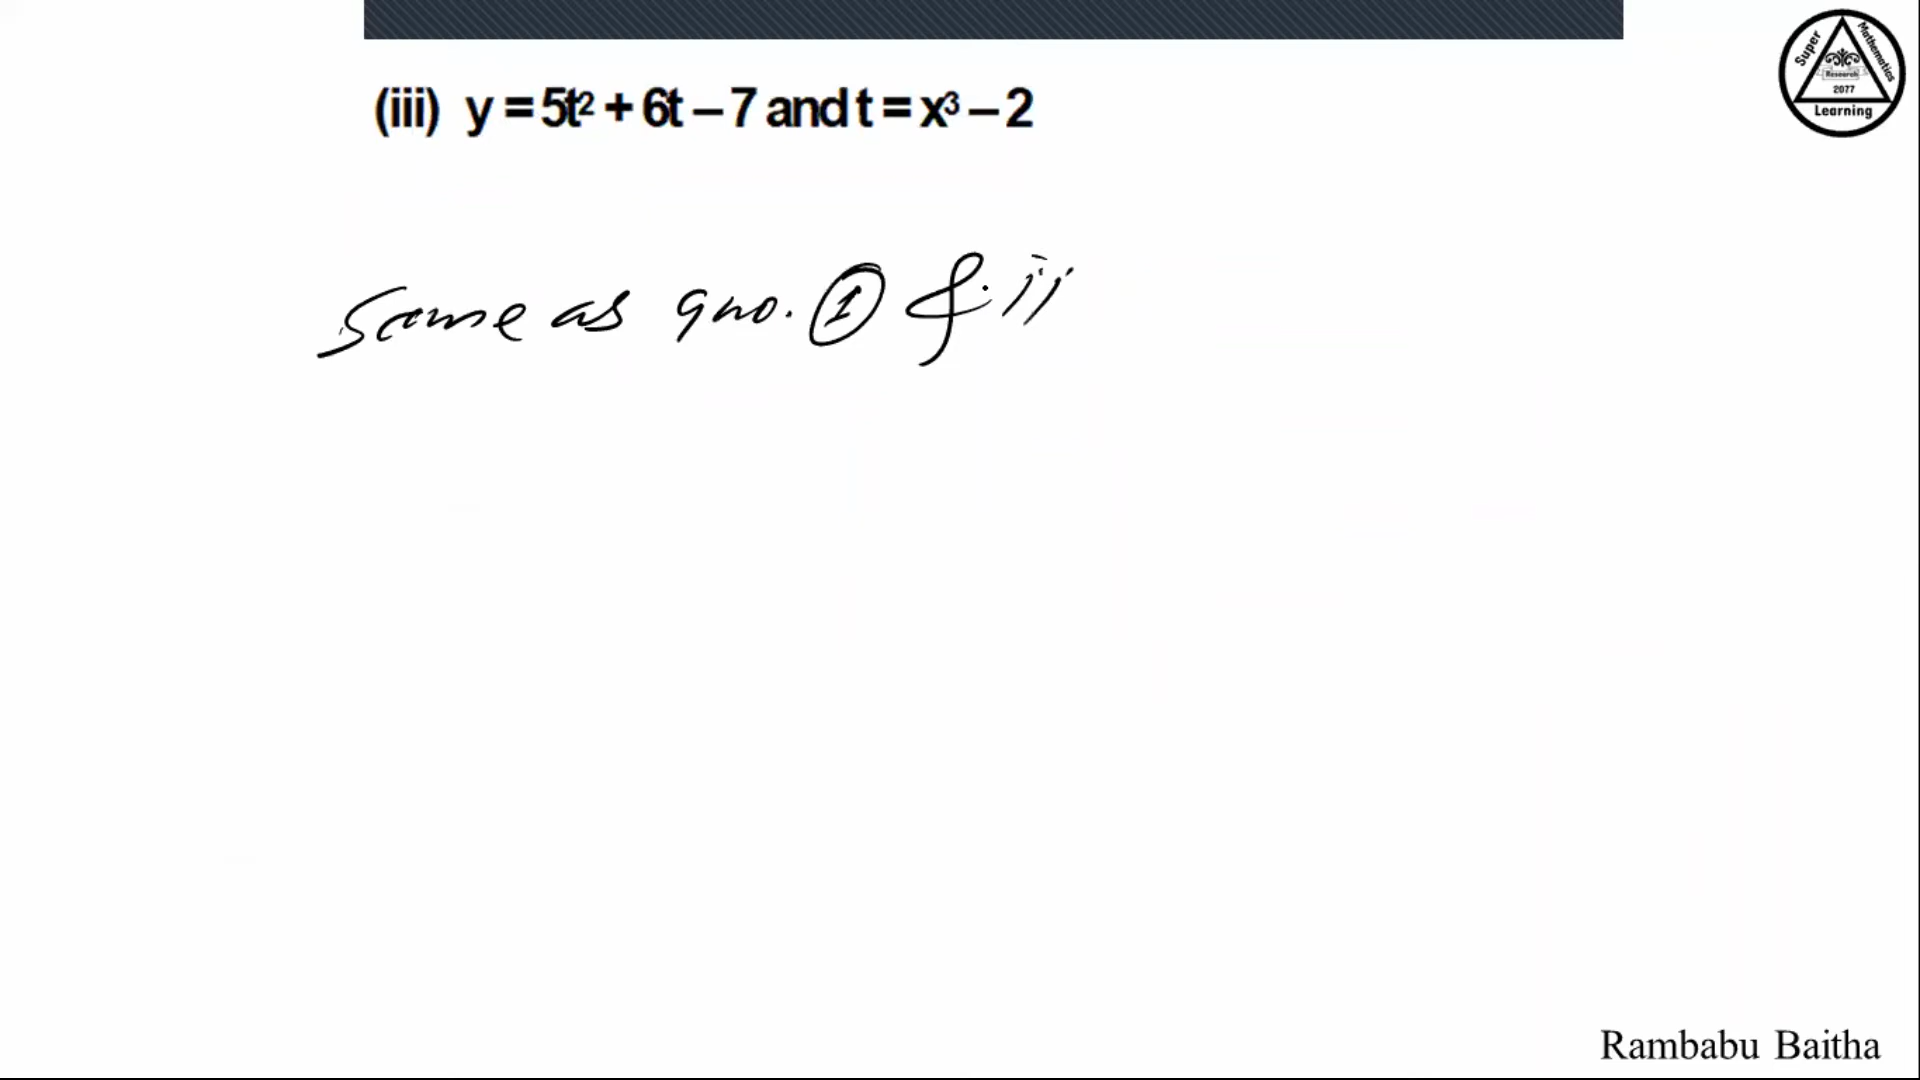 (iii) y = 5t² + 6t – 7 and t = x³ – 2
Same as qno. ① & ii
Super Mathematics
Research
2077
Learning
Rambabu Baitha